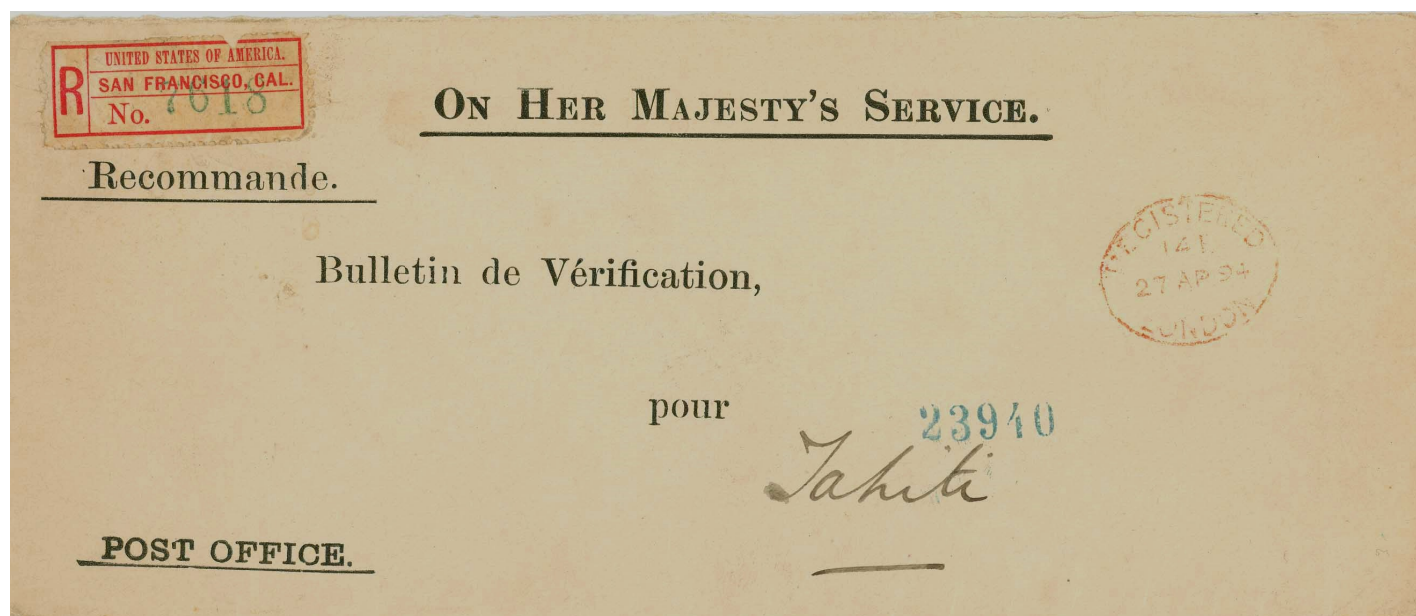 UNITED STATES OF AMERICA.
R
SAN FRANCISCO, CAL.
No. 7618
ON HER MAJESTY'S SERVICE.
Recommande.
REGISTERED
27 AP 94
LONDON
Bulletin de Vérification,
pour
23940
Tahiti
POST OFFICE.